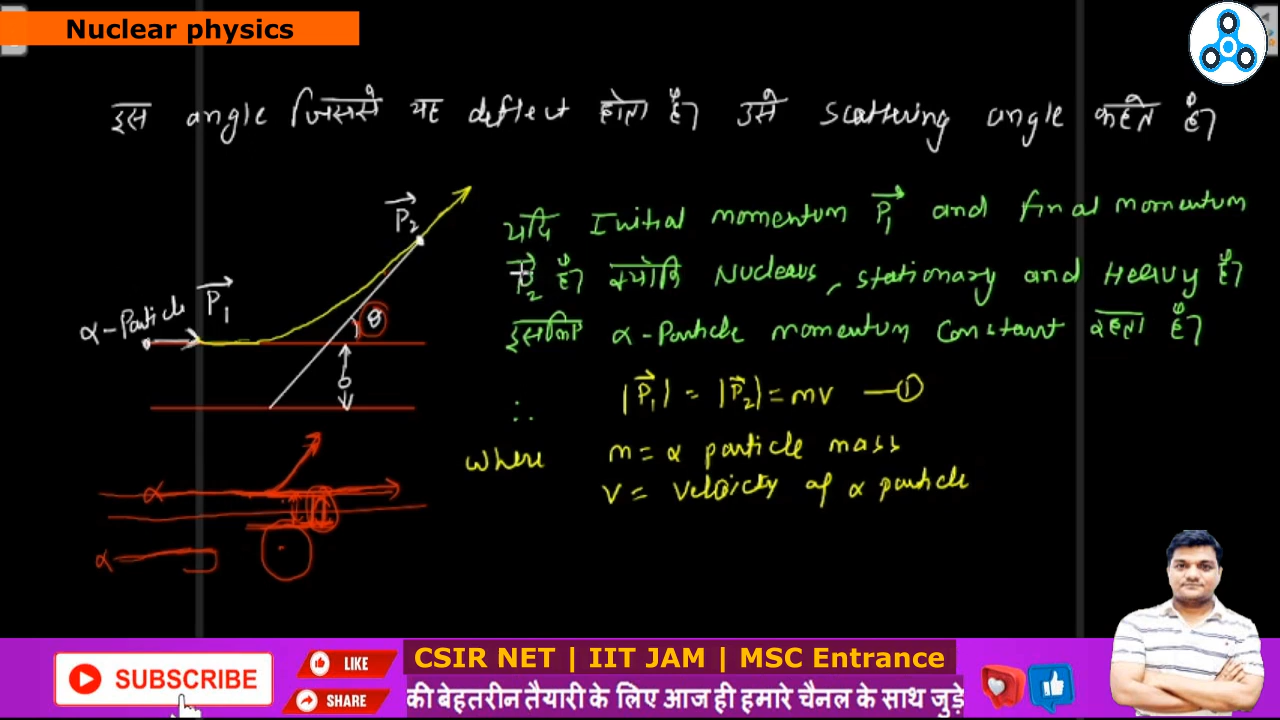 Nuclear physics
इस angle जिससे यह deflect होता है। उसे scattering angle कहते है।
P₂
P₁
α-Particle
θ
b
यदि Initial momentum P₁ and final momentum
P₂ है। क्योकि Nucleus, stationary and Heavy है।
इसलिए α-Particle momentum Constant रहता है।
∴ |P₁| = |P₂| = mv —①
where m = α particle mass
v = velocity of α particle
α
α
SUBSCRIBE
LIKE
SHARE
CSIR NET | IIT JAM | MSC Entrance
की बेहतरीन तैयारी के लिए आज ही हमारे चैनल के साथ जुड़े